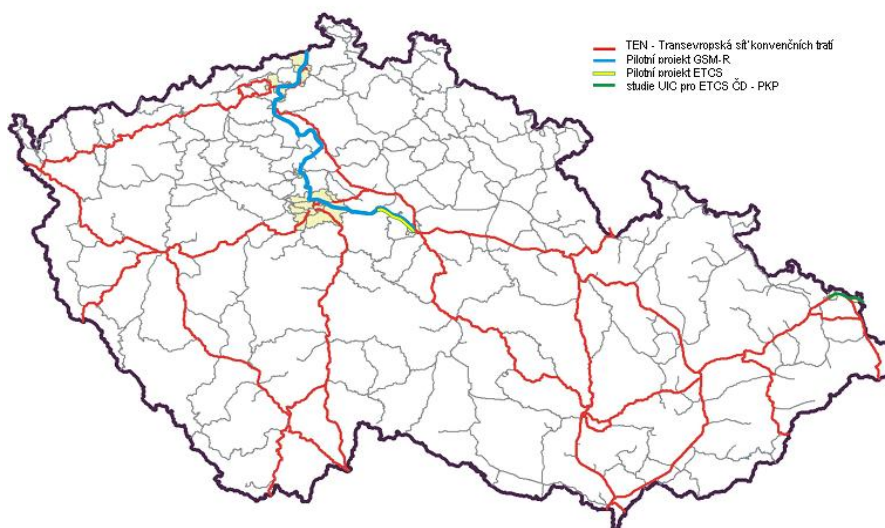 TEN - Transevropská síť konvenčních tratí
Pilotní projekt GSM-R
Pilotní projekt ETCS
studie UIC pro ETCS ČD - PKP